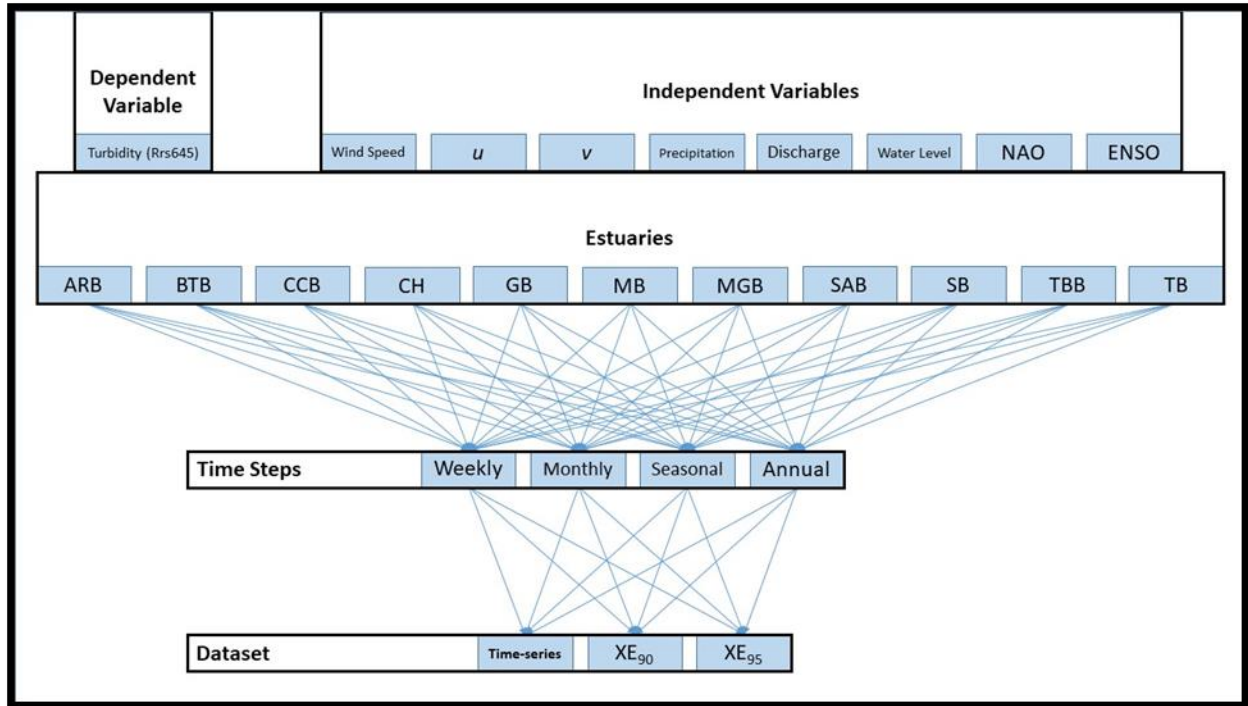 Dependent
Variable
Independent Variables
Turbidity (Rrs645)
Wind Speed
u
v
Precipitation
Discharge
Water Level
NAO
ENSO
Estuaries
ARB
BTB
CCB
CH
GB
MB
MGB
SAB
SB
TBB
TB
Time Steps
Weekly
Monthly
Seasonal
Annual
Dataset
Time-series
XE90
XE95